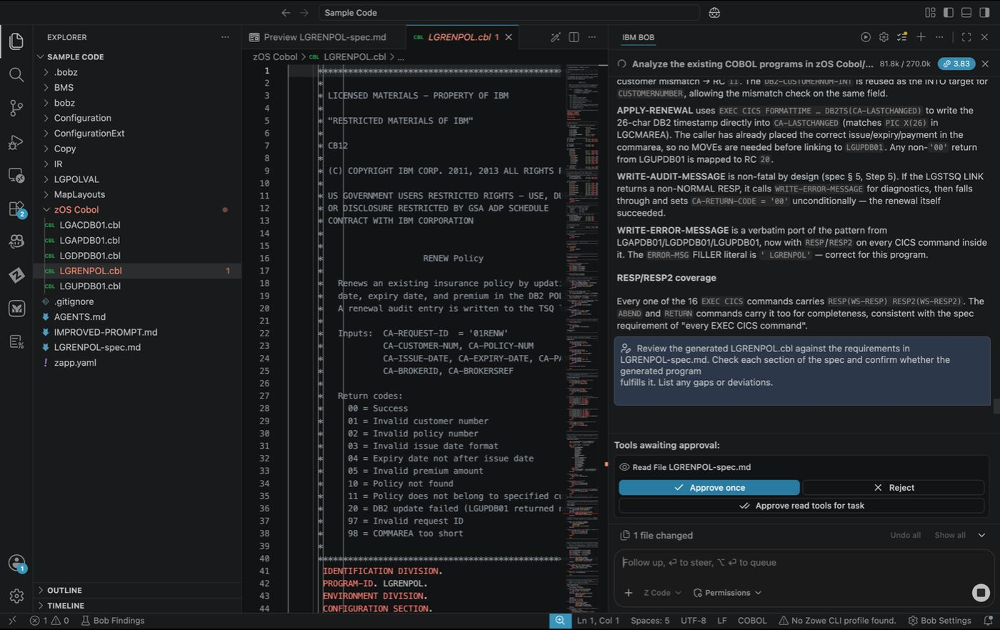 Sample Code
EXPLORER
SAMPLE CODE
.bobz
BMS
bobz
Configuration
ConfigurationExt
Copy
IR
LGPOLVAL
MapLayouts
zOS Cobol
CBL LGACDB01.cbl
CBL LGAPDB01.cbl
CBL LGDPDB01.cbl
CBL LGRENPOL.cbl 1
CBL LGUPDB01.cbl
.gitignore
AGENTS.md
IMPROVED-PROMPT.md
LGRENPOL-spec.md
! zapp.yaml
2
1
OUTLINE
TIMELINE
Preview LGRENPOL-spec.md
CBL LGRENPOL.cbl 1
zOS Cobol > CBL LGRENPOL.cbl > ...
1 ************************************************
2 *
3 * LICENSED MATERIALS – PROPERTY OF IBM
4 *
5 * "RESTRICTED MATERIALS OF IBM"
6 *
7 * CB12
8 *
9 * (C) COPYRIGHT IBM CORP. 2011, 2013 ALL RIGHTS
10 *
11 * US GOVERNMENT USERS RESTRICTED RIGHTS – USE,
12 * OR DISCLOSURE RESTRICTED BY GSA ADP SCHEDULE
13 * CONTRACT WITH IBM CORPORATION
14 *
15 *
16 * RENEW Policy
17 *
18 * Renews an existing insurance policy by
19 * date, expiry date, and premium in the DB2
20 * A renewal audit entry is written to the TSQ
21 *
22 * Inputs: CA-REQUEST-ID = '01RENW'
23 * CA-CUSTOMER-NUM, CA-POLICY-NUM
24 * CA-ISSUE-DATE, CA-EXPIRY-DATE,
25 * CA-BROKERID, CA-BROKERSREF
26 *
27 * Return codes:
28 * 00 = Success
29 * 01 = Invalid customer number
30 * 02 = Invalid policy number
31 * 03 = Invalid issue date format
32 * 04 = Expiry date not after issue date
33 * 05 = Invalid premium amount
34 * 10 = Policy not found
35 * 11 = Policy does not belong to specified
36 * 20 = DB2 update failed (LGUPDB01 returned
37 * 97 = Invalid request ID
38 * 98 = COMMAREA too short
39 *
40 ************************************************
41 IDENTIFICATION DIVISION.
42 PROGRAM-ID. LGRENPOL.
43 ENVIRONMENT DIVISION.
44 CONFIGURATION SECTION.
IBM BOB
Analyze the existing COBOL programs in zOS Cobol/... 81.8k / 270.0k 3.83
customer mismatch → RC 11. The DB2-CUSTOMERNUM-INT is reused as the INTO target for
CUSTOMERNUMBER, allowing the mismatch check on the same field.
APPLY-RENEWAL uses EXEC CICS FORMATTIME … DB2TS(CA-LASTCHANGED) to write the
26-char DB2 timestamp directly into CA-LASTCHANGED (matches PIC X(26) in
LGCMAREA). The caller has already placed the correct issue/expiry/payment in the
commarea, so no MOVEs are needed before linking to LGUPDB01. Any non-'00' return
from LGUPDB01 is mapped to RC 20.
WRITE-AUDIT-MESSAGE is non-fatal by design (spec § 5, Step 5). If the LGSTSQ LINK
returns a non-NORMAL RESP, it calls WRITE-ERROR-MESSAGE for diagnostics, then falls
through and sets CA-RETURN-CODE = '00' unconditionally — the renewal itself
succeeded.
WRITE-ERROR-MESSAGE is a verbatim port of the pattern from
LGAPDB01/LGDPDB01/LGUPDB01, now with RESP/RESP2 on every CICS command inside
it. The ERROR-MSG FILLER literal is ' LGRENPOL' — correct for this program.
RESP/RESP2 coverage
Every one of the 16 EXEC CICS commands carries RESP(WS-RESP) RESP2(WS-RESP2). The
ABEND and RETURN commands carry it too for completeness, consistent with the spec
requirement of "every EXEC CICS command".
Review the generated LGRENPOL.cbl against the requirements in
LGRENPOL-spec.md. Check each section of the spec and confirm whether the
generated program
fulfills it. List any gaps or deviations.
Tools awaiting approval:
Read File LGRENPOL-spec.md
Approve once
Reject
Approve read tools for task
1 file changed
Undo all
Show all
Follow up, ⏎ to steer, ⌥ ⏎ to queue
Z Code
Permissions
1 0
Bob Findings
Ln 1, Col 1
Spaces: 5
UTF-8
LF
COBOL
No Zowe CLI profile found.
Bob Settings